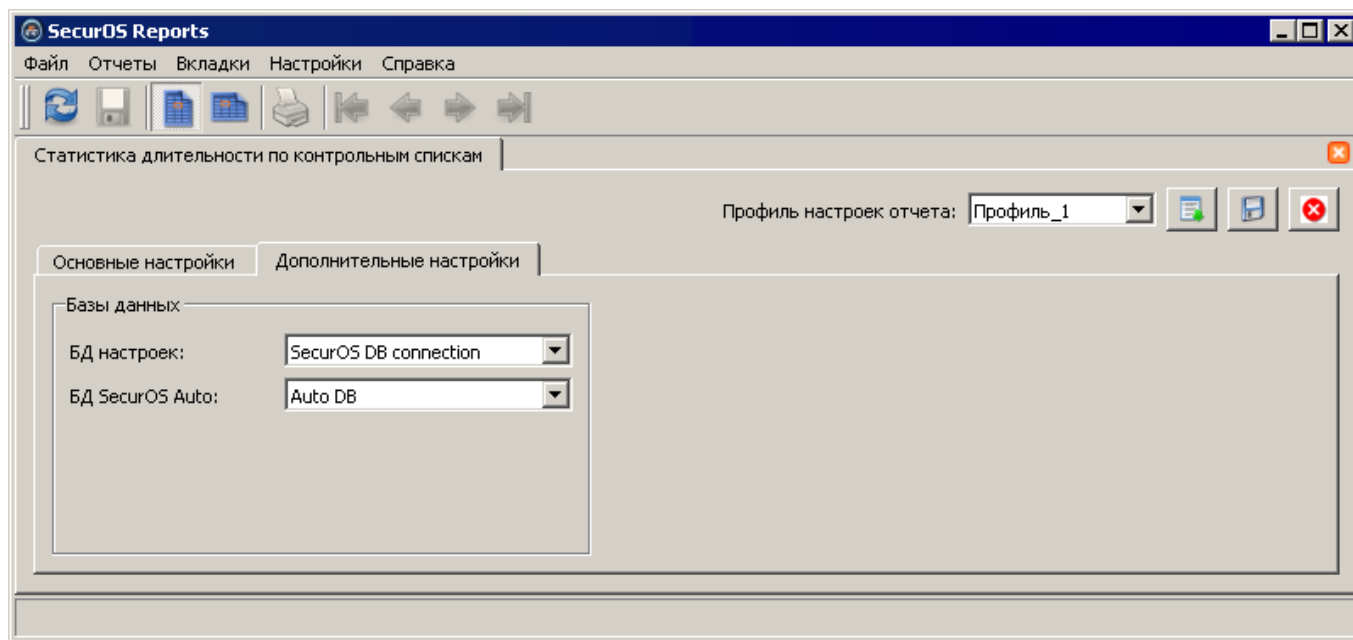 SecurOS Reports
Файл Отчеты Вкладки Настройки Справка
Статистика длительности по контрольным спискам
Профиль настроек отчета: Профиль_1
Основные настройки Дополнительные настройки
Базы данных
БД настроек: SecurOS DB connection
БД SecurOS Auto: Auto DB